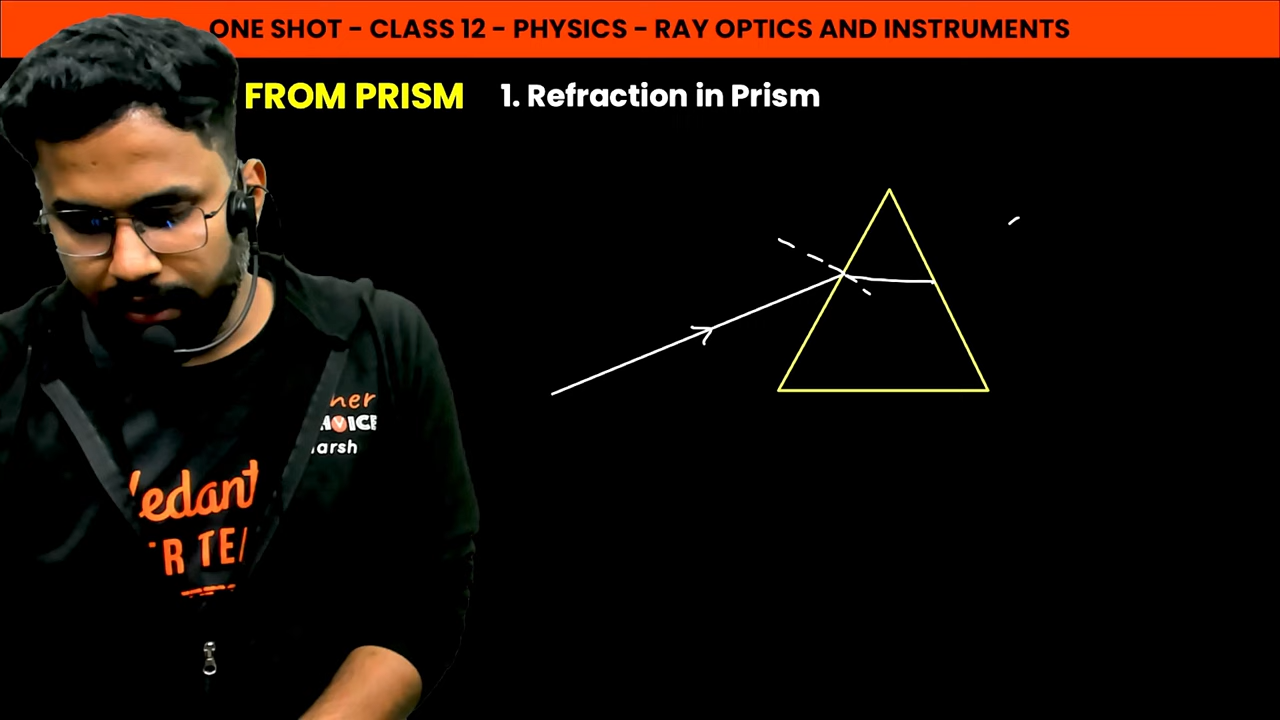 ONE SHOT - CLASS 12 - PHYSICS - RAY OPTICS AND INSTRUMENTS
FROM PRISM
1. Refraction in Prism